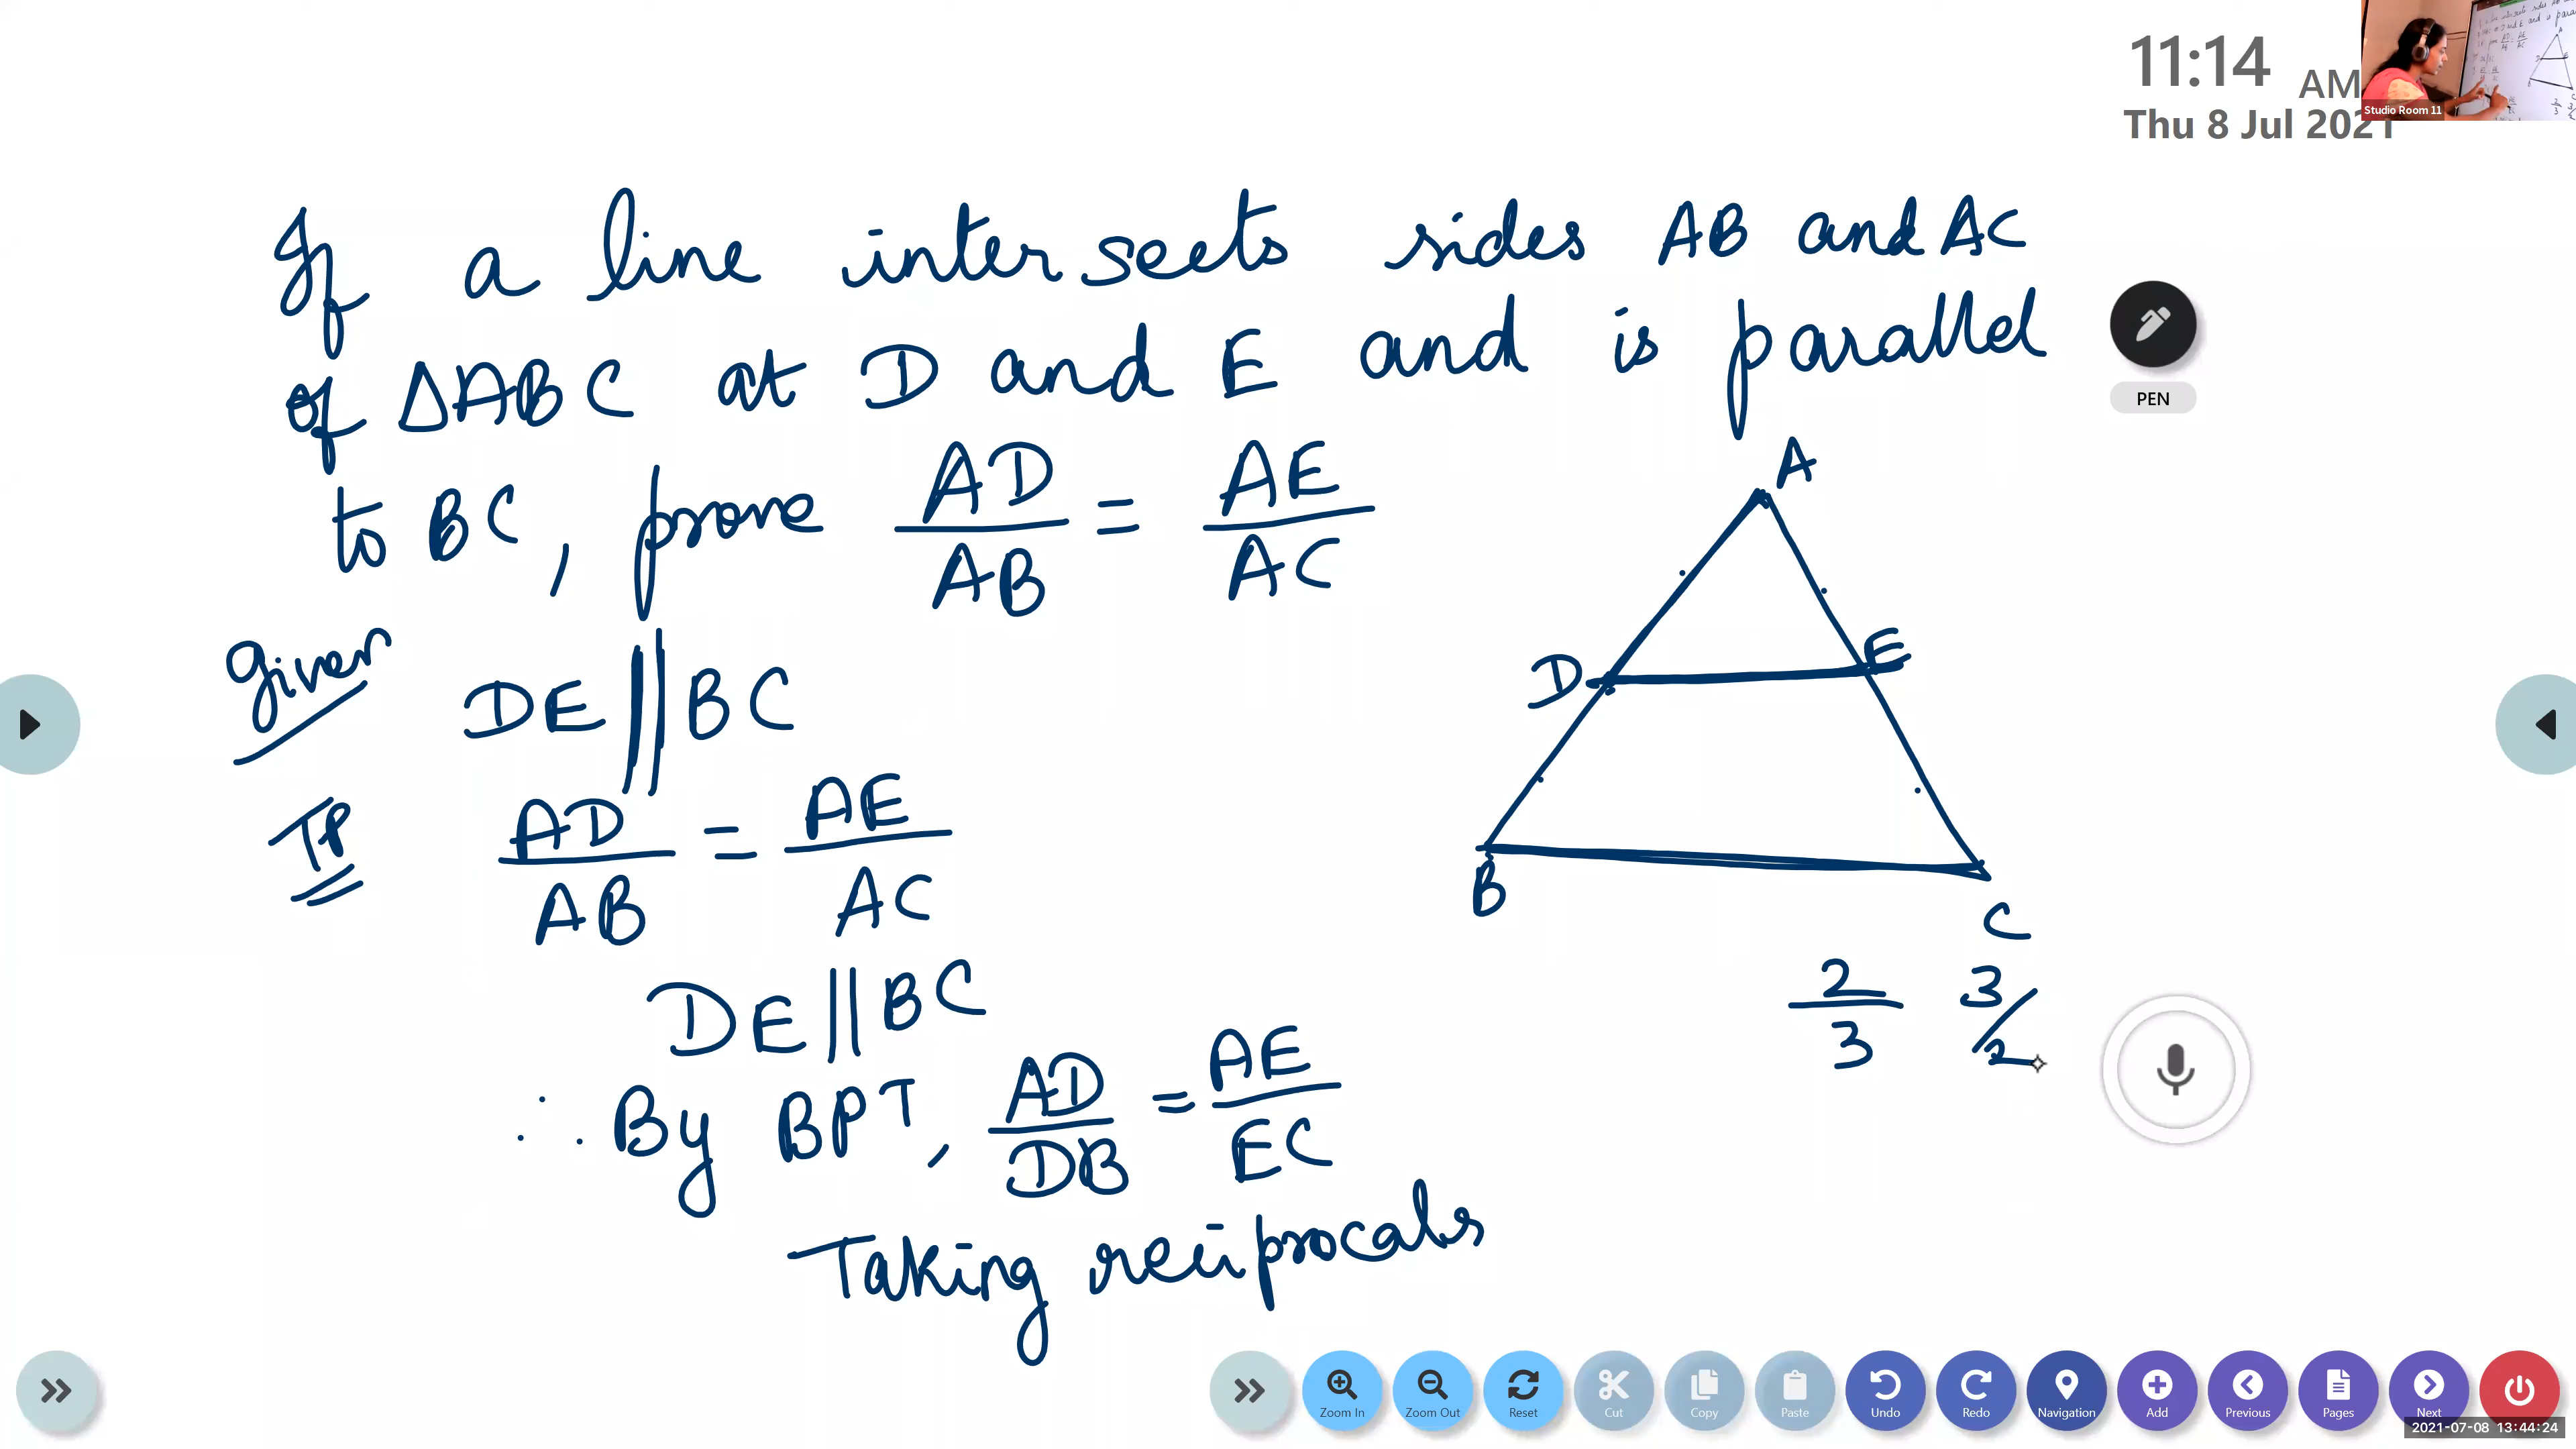 11:14 AM
Thu 8 Jul 2021
Studio Room 11
If a line intersects sides AB and AC
of ΔABC at D and E and is parallel
to BC, prove AD/AB = AE/AC
PEN
A
D E
B C
Given DE || BC
TP AD/AB = AE/AC
DE || BC
2/3 3/2
∴ By BPT, AD/DB = AE/EC
Taking reciprocals
Zoom In Zoom Out Reset Cut Copy Paste Undo Redo Navigation Add Previous Pages Next
2021-07-08 13:44:24